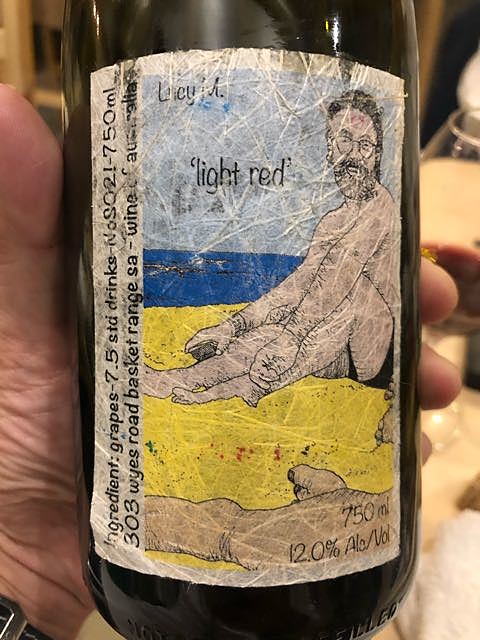 Lucy M.
'light red'
750 ml
12.0% Alc/Vol
Ingredient: grapes-7.5 std drinks-NoSO2!-750ml
303 wyes road basket range sa - wine of australia